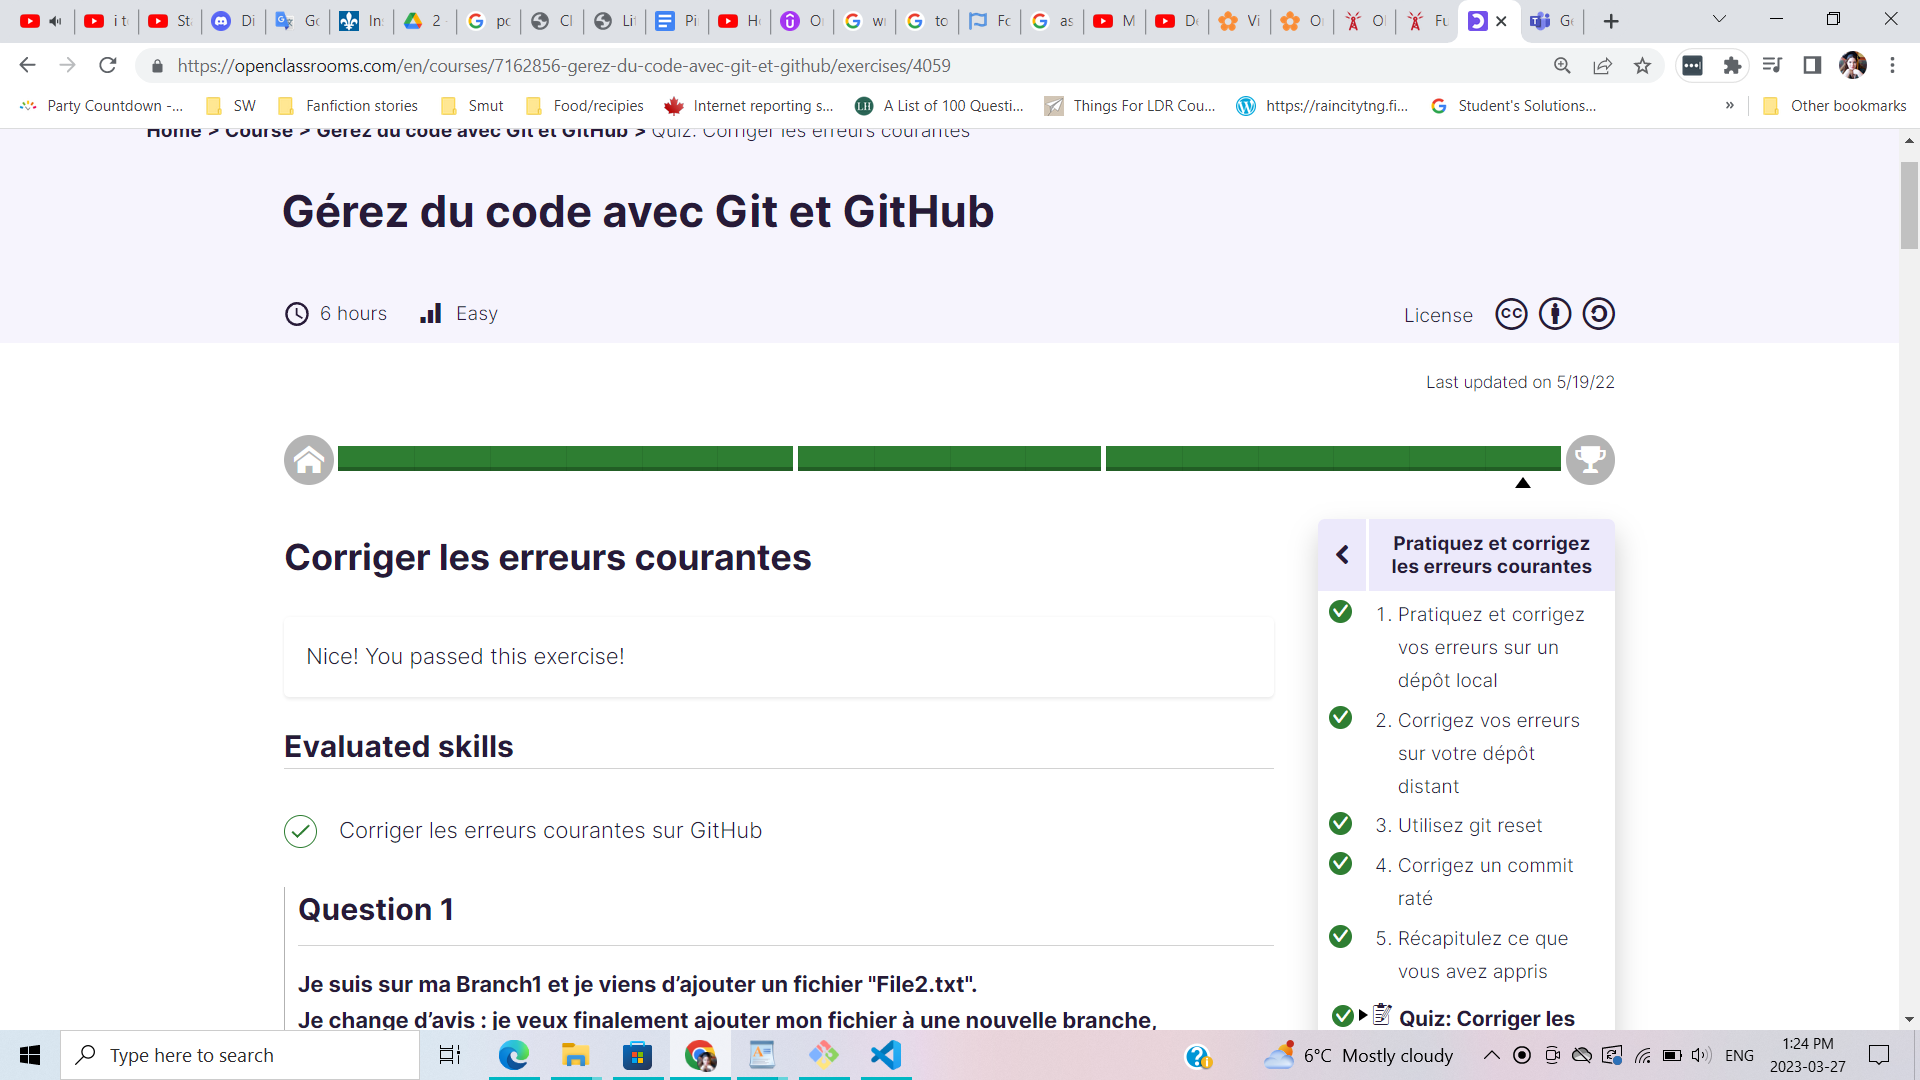 i t
St
Di
Go
In
2
po
Cl
Li
Pi
Ho
O
wi
to
Fo
as
M
De
Vi
O
O
Fu
Ge
https://openclassrooms.com/en/courses/7162856-gerez-du-code-avec-git-et-github/exercises/4059
Party Countdown -...
SW
Fanfiction stories
Smut
Food/recipies
Internet reporting s...
LH
A List of 100 Questi...
Things For LDR Cou...
https://raincitytng.fi...
Student's Solutions...
»
Other bookmarks
Home > Course > Gérez du code avec Git et GitHub > Quiz: Corriger les erreurs courantes
Gérez du code avec Git et GitHub
6 hours
Easy
License
cc
Last updated on 5/19/22
Corriger les erreurs courantes
Nice! You passed this exercise!
Evaluated skills
Corriger les erreurs courantes sur GitHub
Question 1
Je suis sur ma Branch1 et je viens d’ajouter un fichier "File2.txt".
Je change d’avis : je veux finalement ajouter mon fichier à une nouvelle branche,
Pratiquez et corrigez
les erreurs courantes
1. Pratiquez et corrigez
vos erreurs sur un
dépôt local
2. Corrigez vos erreurs
sur votre dépôt
distant
3. Utilisez git reset
4. Corrigez un commit
raté
5. Récapitulez ce que
vous avez appris
Quiz: Corriger les
Type here to search
6°C Mostly cloudy
ENG
1:24 PM
2023-03-27